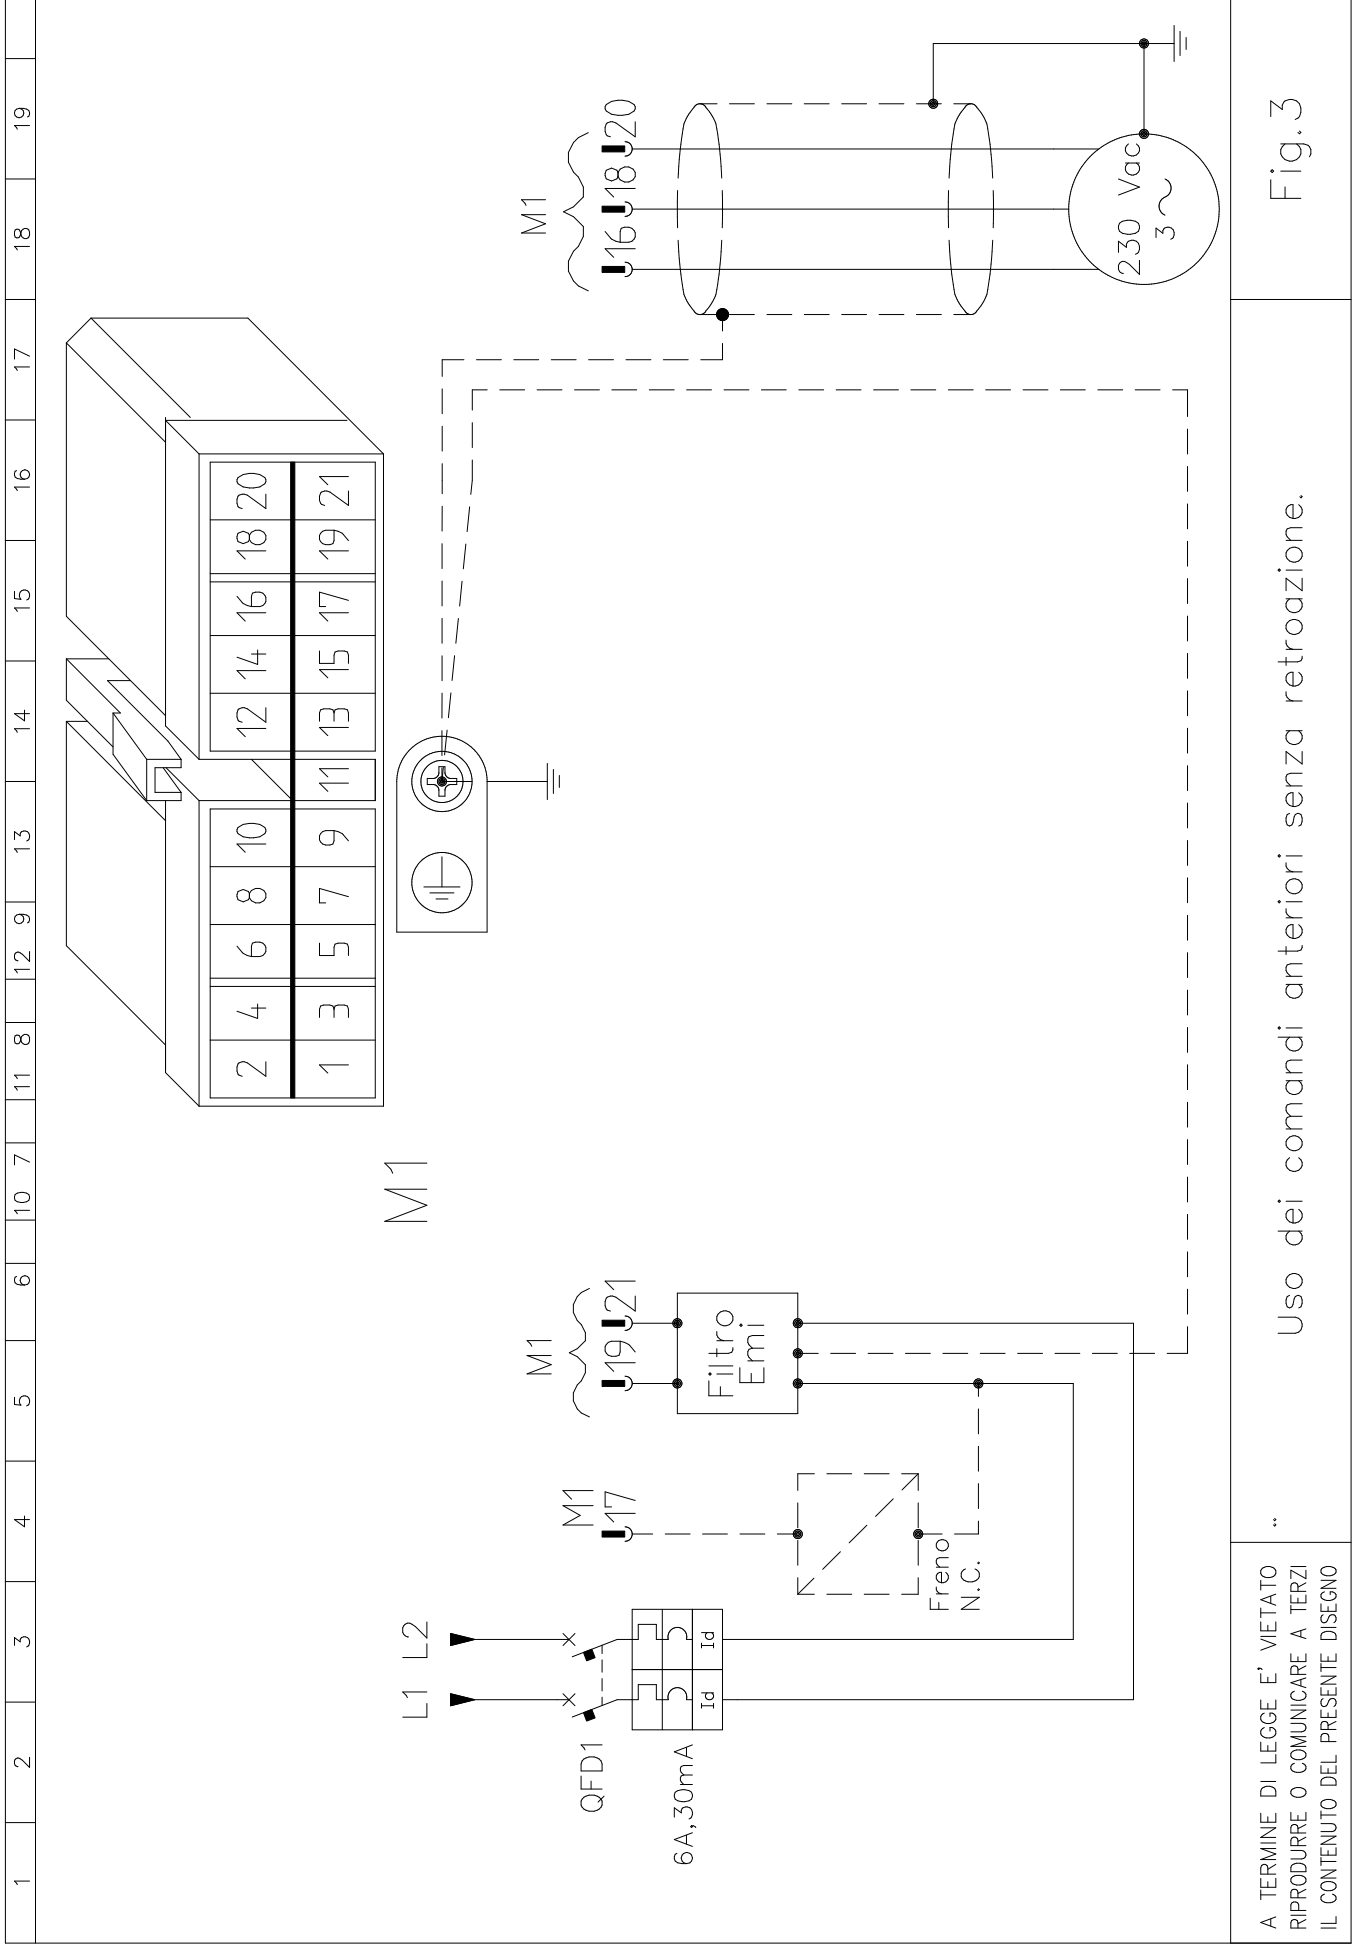 1 2 3 4 5 6 10 7 11 8 12 9 13 14 15 16 17 18 19
2 4 6 8 10 12 14 16 18 20
1 3 5 7 9 11 13 15 17 19 21
M1
L1 L2
QFD1
6A,30mA
Id Id
M1
17
Freno
N.C.
M1
19 21
Filtro
Emi
M1
16 18 20
230 Vac
3~
A TERMINE DI LEGGE E' VIETATO
RIPRODURRE O COMUNICARE A TERZI
IL CONTENUTO DEL PRESENTE DISEGNO
..
Uso dei comandi anteriori senza retroazione.
Fig.3